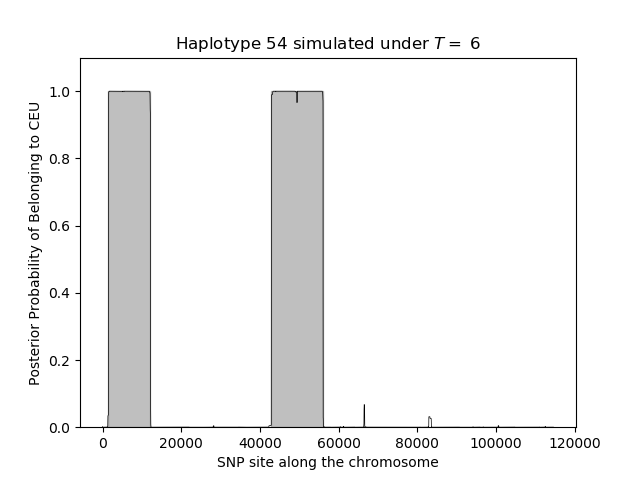 Haplotype 54 simulated under T = 6
Posterior Probability of Belonging to CEU
1.0
0.8
0.6
0.4
0.2
0.0
0 20000 40000 60000 80000 100000 120000
SNP site along the chromosome